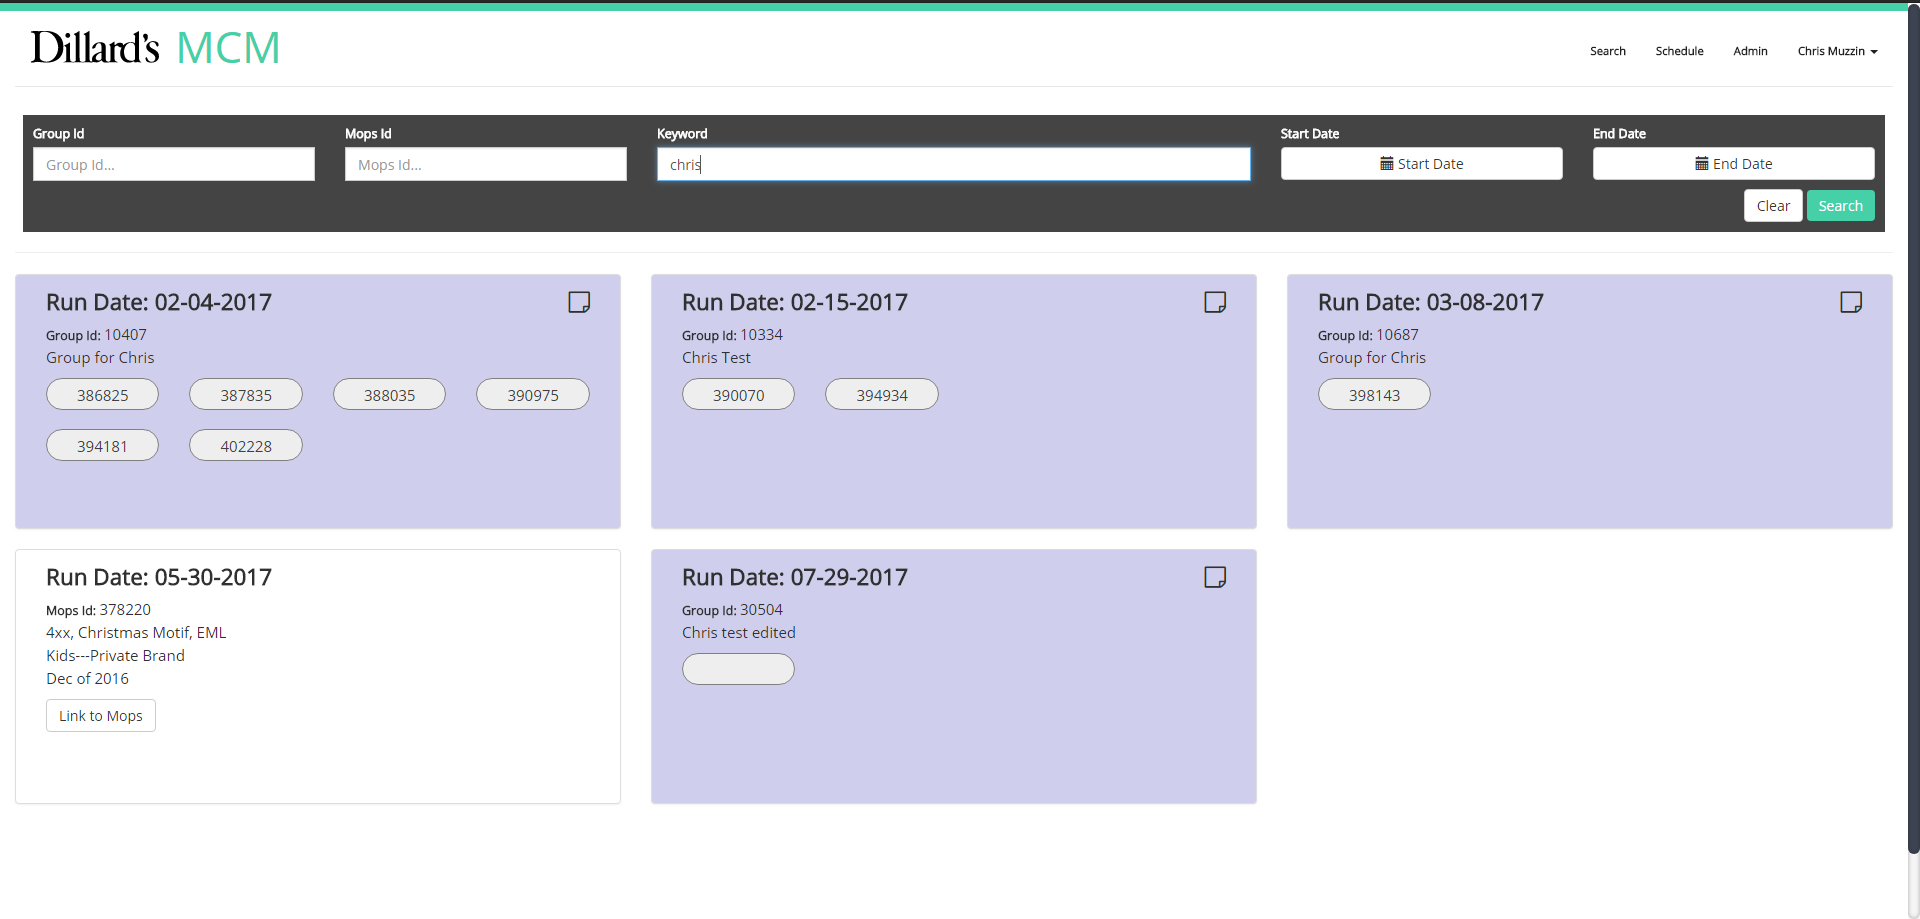 Dillard's MCM
Search Schedule Admin Chris Muzzin
Group Id Mops Id Keyword Start Date End Date
Group Id... Mops Id... chris Start Date End Date
Clear Search
Run Date: 02-04-2017
Group Id: 10407
Group for Chris
386825 387835 388035 390975
394181 402228
Run Date: 02-15-2017
Group Id: 10334
Chris Test
390070 394934
Run Date: 03-08-2017
Group Id: 10687
Group for Chris
398143
Run Date: 05-30-2017
Mops Id: 378220
4xx, Christmas Motif, EML
Kids---Private Brand
Dec of 2016
Link to Mops
Run Date: 07-29-2017
Group Id: 30504
Chris test edited